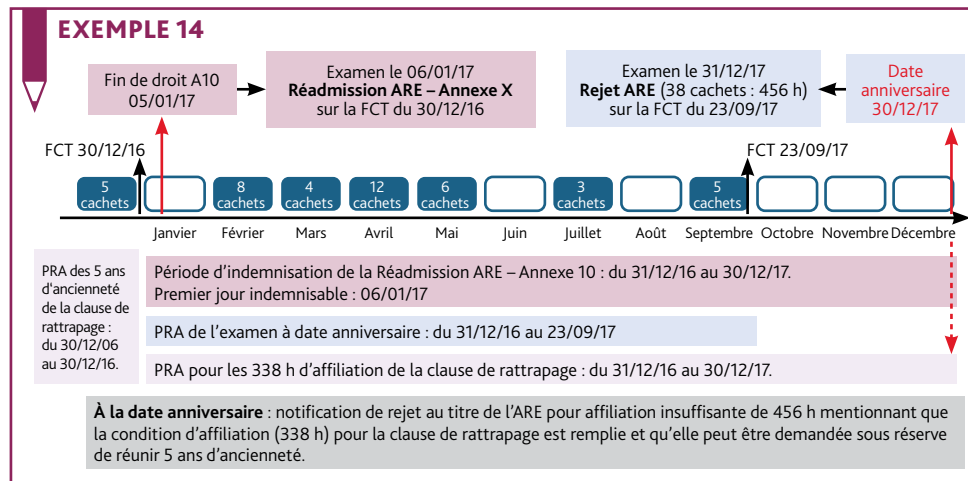 EXEMPLE 14
Fin de droit A10
05/01/17
Examen le 06/01/17
Réadmission ARE – Annexe X
sur la FCT du 30/12/16
Examen le 31/12/17
Rejet ARE (38 cachets : 456 h)
sur la FCT du 23/09/17
Date
anniversaire
30/12/17
FCT 30/12/16
FCT 23/09/17
5
cachets
8
cachets
4
cachets
12
cachets
6
cachets
3
cachets
5
cachets
Janvier Février Mars Avril Mai Juin Juillet Août Septembre Octobre Novembre Décembre
PRA des 5 ans
d'ancienneté
de la clause de
rattrapage :
du 30/12/06
au 30/12/16.
Période d'indemnisation de la Réadmission ARE – Annexe 10 : du 31/12/16 au 30/12/17.
Premier jour indemnisable : 06/01/17
PRA de l'examen à date anniversaire : du 31/12/16 au 23/09/17
PRA pour les 338 h d'affiliation de la clause de rattrapage : du 31/12/16 au 30/12/17.
À la date anniversaire : notification de rejet au titre de l'ARE pour affiliation insuffisante de 456 h mentionnant que
la condition d'affiliation (338 h) pour la clause de rattrapage est remplie et qu'elle peut être demandée sous réserve
de réunir 5 ans d'ancienneté.